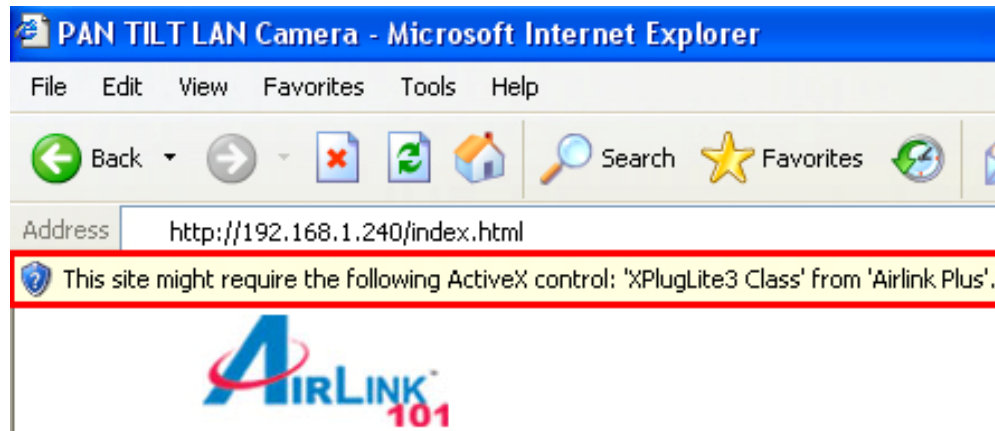 PAN TILT LAN Camera - Microsoft Internet Explorer
File Edit View Favorites Tools Help
Back Search Favorites
Address http://192.168.1.240/index.html
This site might require the following ActiveX control: 'XPlugLite3 Class' from 'Airlink Plus'.
AIRLINK™
101